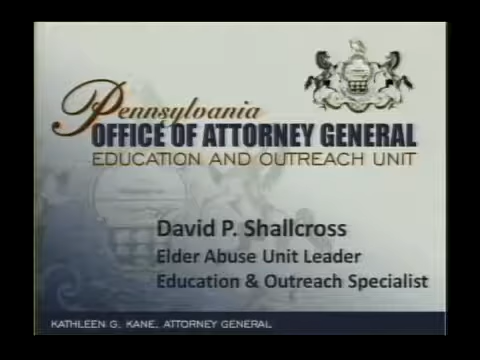 Pennsylvania
OFFICE OF ATTORNEY GENERAL
EDUCATION AND OUTREACH UNIT
David P. Shallcross
Elder Abuse Unit Leader
Education & Outreach Specialist
KATHLEEN G. KANE, ATTORNEY GENERAL